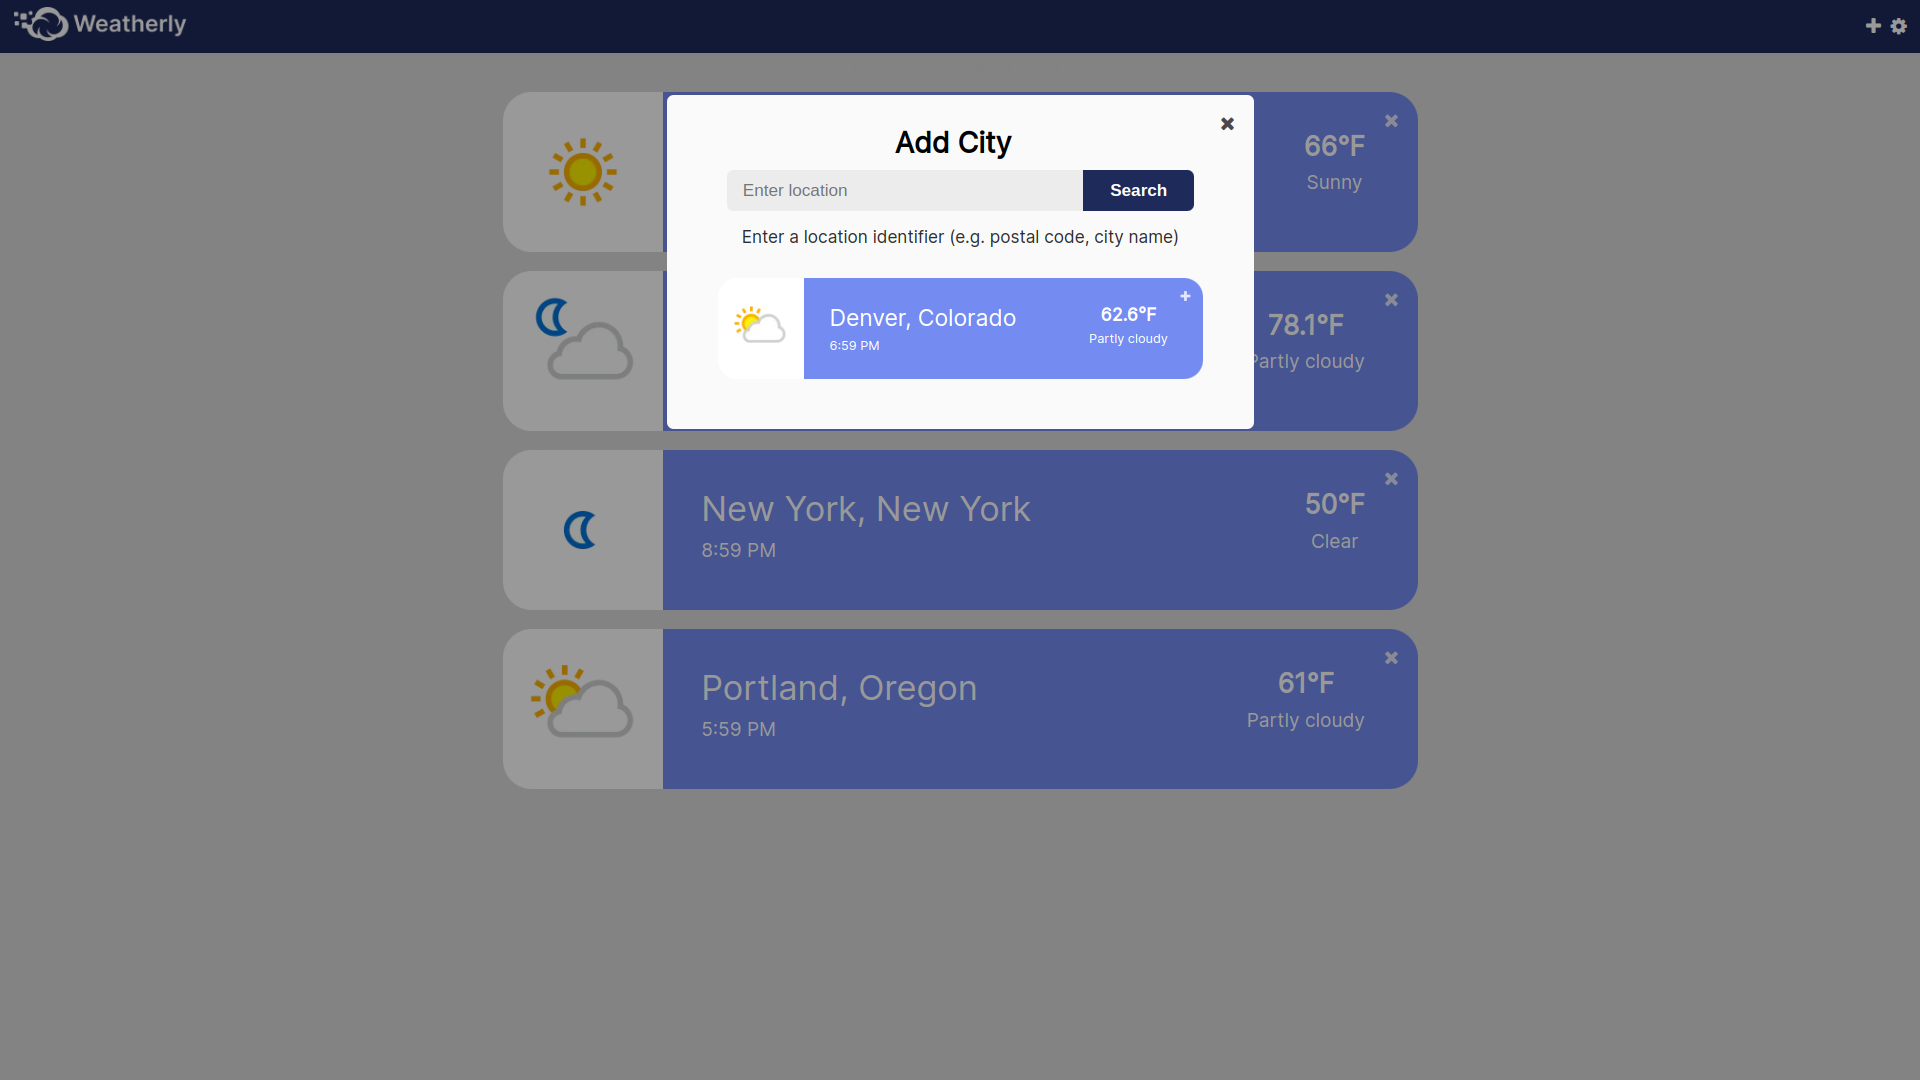 Weatherly
Add City
Enter location
Search
Enter a location identifier (e.g. postal code, city name)
Denver, Colorado
6:59 PM
62.6°F
Partly cloudy
66°F
Sunny
78.1°F
Partly cloudy
New York, New York
8:59 PM
50°F
Clear
Portland, Oregon
5:59 PM
61°F
Partly cloudy